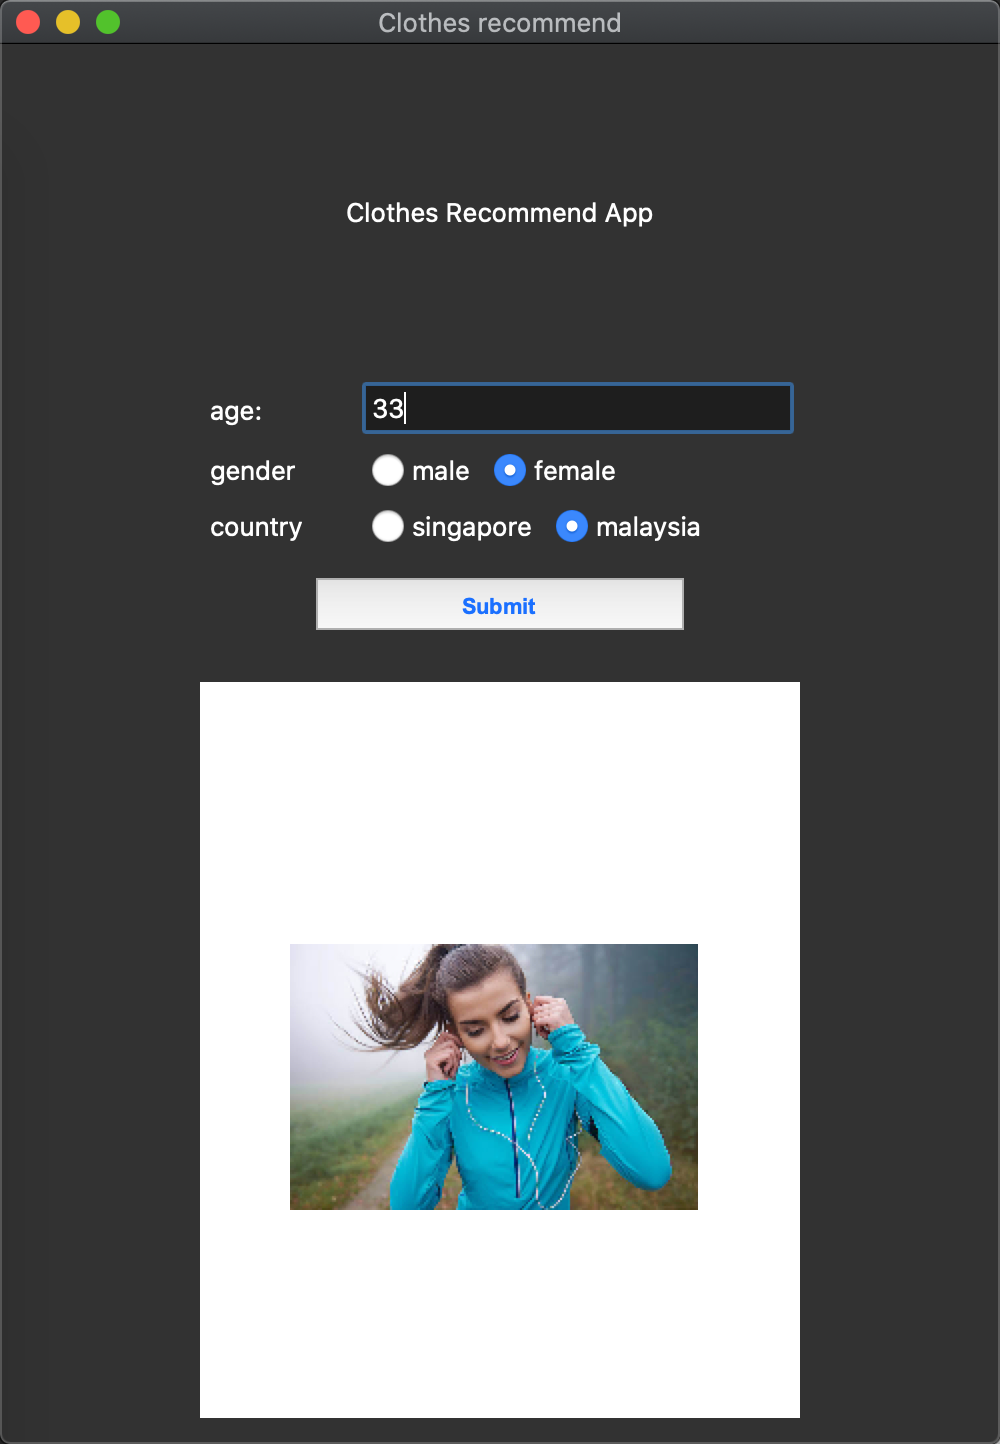 Clothes recommend
Clothes Recommend App
age: 33
gender male female
country singapore malaysia
Submit